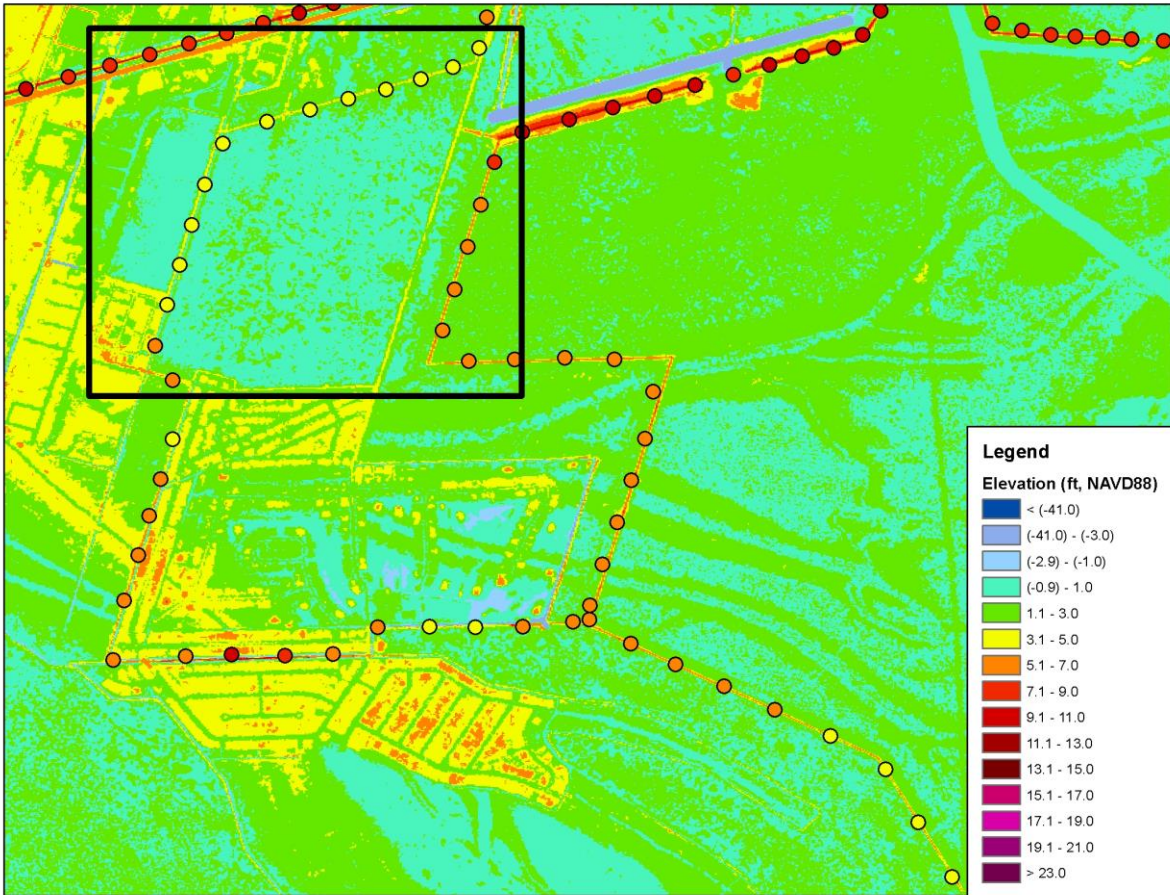 Legend
Elevation (ft, NAVD88)
< (-41.0)
(-41.0) - (-3.0)
(-2.9) - (-1.0)
(-0.9) - 1.0
1.1 - 3.0
3.1 - 5.0
5.1 - 7.0
7.1 - 9.0
9.1 - 11.0
11.1 - 13.0
13.1 - 15.0
15.1 - 17.0
17.1 - 19.0
19.1 - 21.0
> 23.0